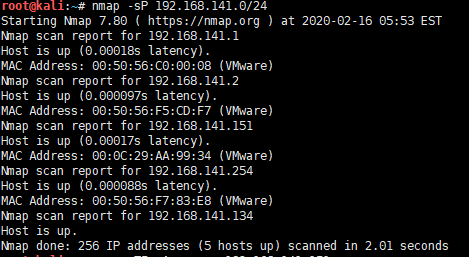 root@kali:~# nmap -sP 192.168.141.0/24
Starting Nmap 7.80 ( https://nmap.org ) at 2020-02-16 05:53 EST
Nmap scan report for 192.168.141.1
Host is up (0.00018s latency).
MAC Address: 00:50:56:C0:00:08 (VMware)
Nmap scan report for 192.168.141.2
Host is up (0.000097s latency).
MAC Address: 00:50:56:F5:CD:F7 (VMware)
Nmap scan report for 192.168.141.151
Host is up (0.00017s latency).
MAC Address: 00:0C:29:AA:99:34 (VMware)
Nmap scan report for 192.168.141.254
Host is up (0.000088s latency).
MAC Address: 00:50:56:F7:83:E8 (VMware)
Nmap scan report for 192.168.141.134
Host is up.
Nmap done: 256 IP addresses (5 hosts up) scanned in 2.01 seconds